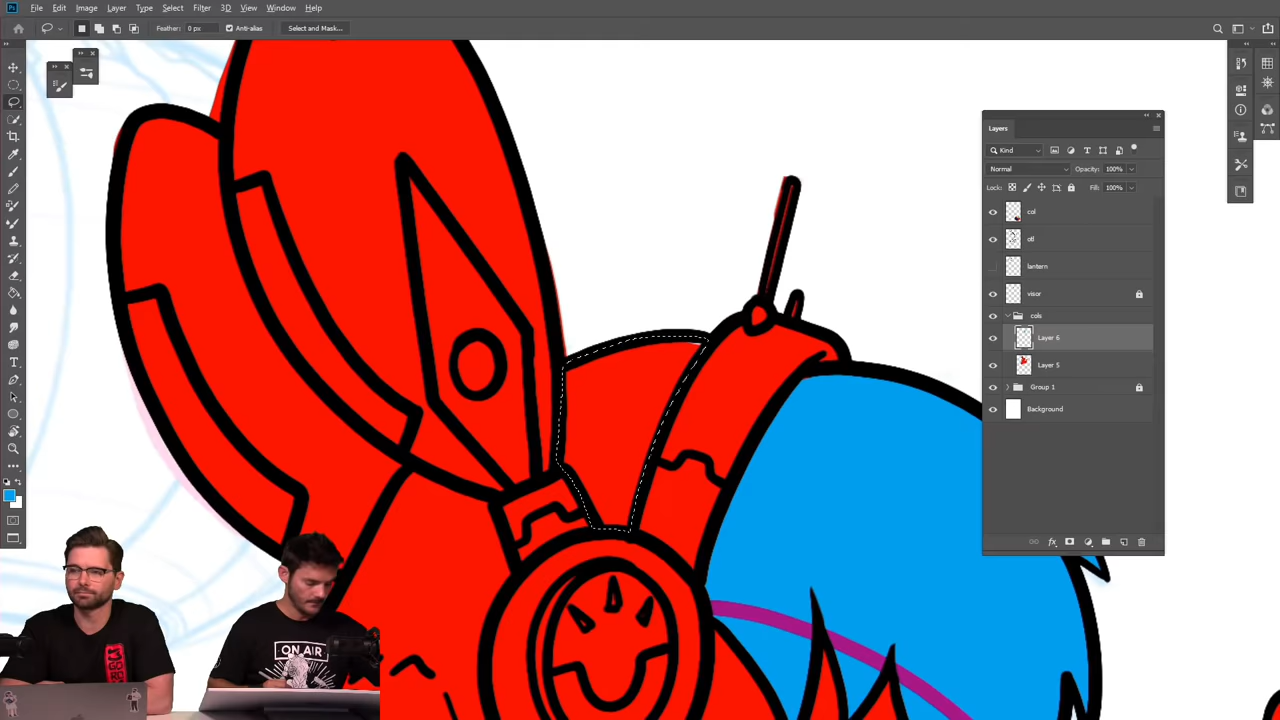 Ps File Edit Image Layer Type Select Filter 3D View Window Help
Feather: 0 px Anti-alias Select and Mask...
Layers
Kind
Normal Opacity: 100%
Lock: Fill: 100%
col
otl
lantern
visor
cols
Layer 6
Layer 5
Group 1
Background
fx
ON AIR